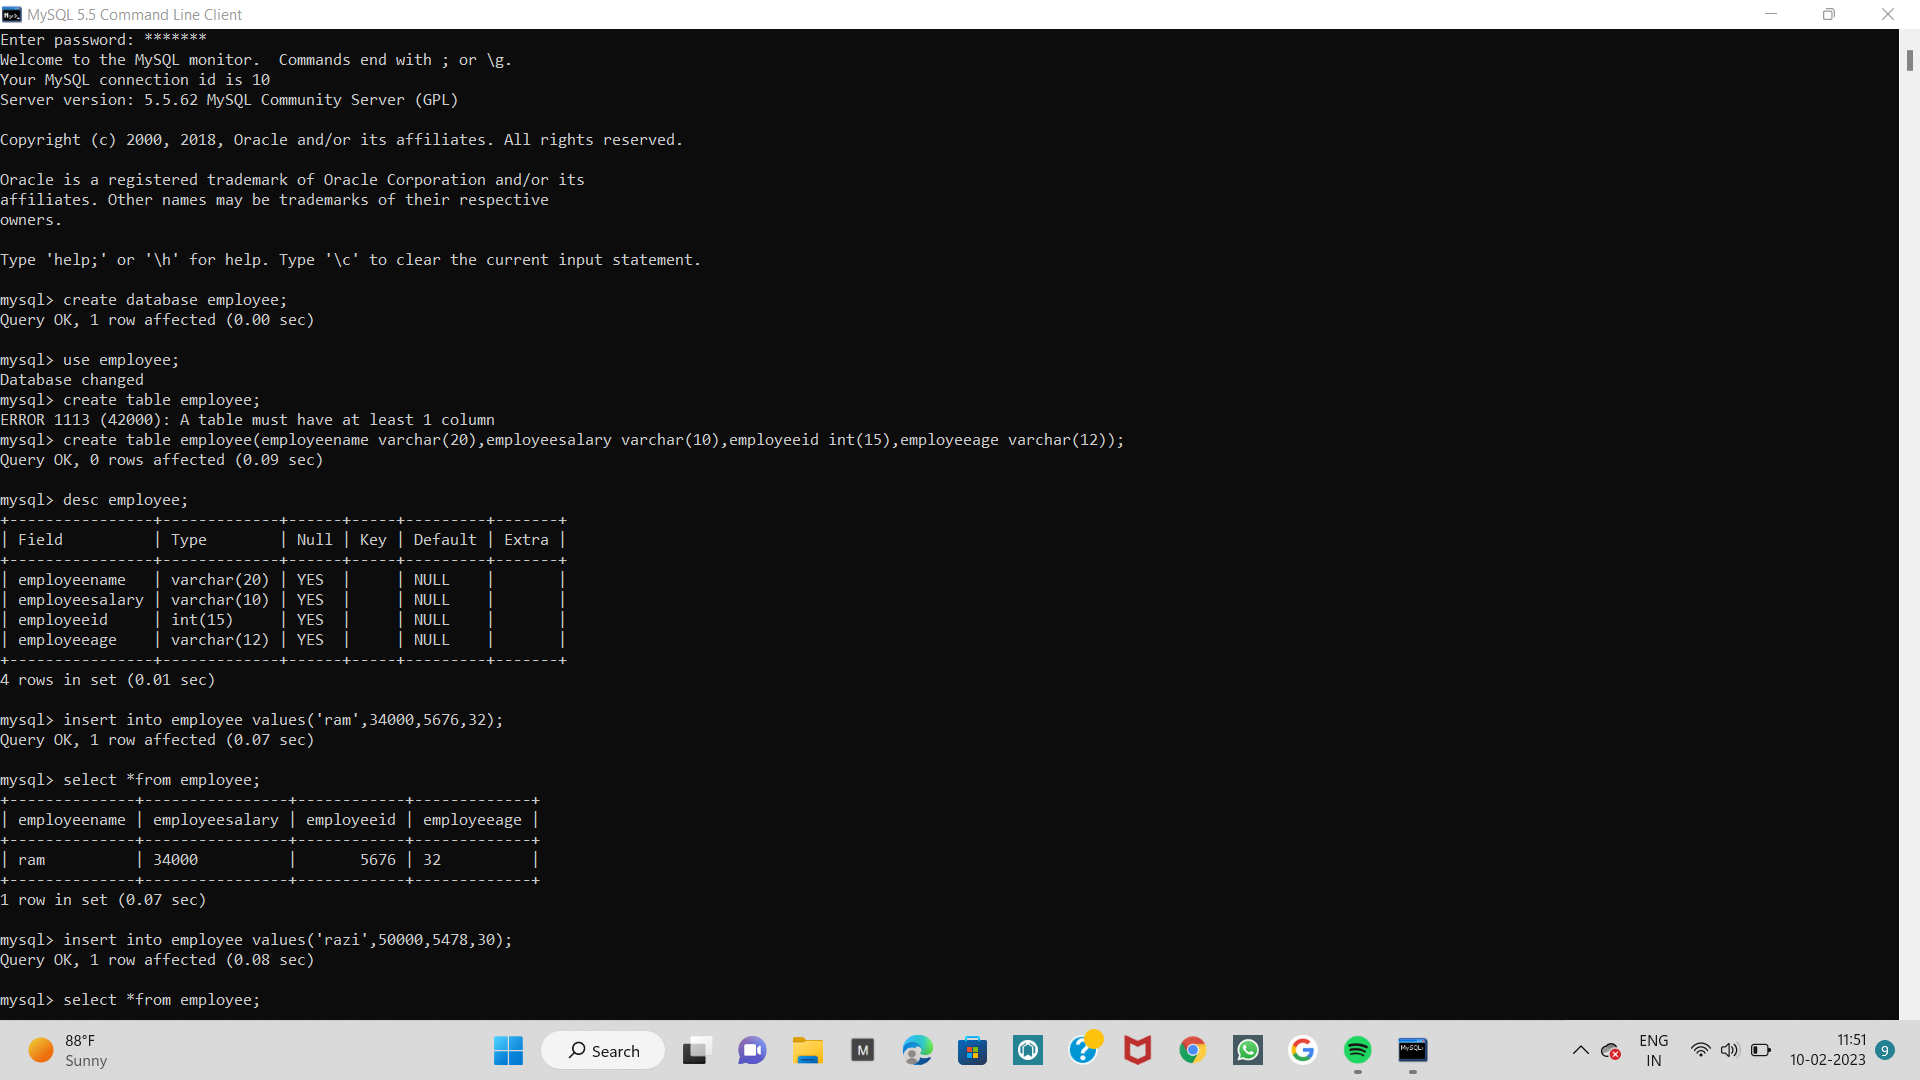 MySQL 5.5 Command Line Client
Enter password: *******
Welcome to the MySQL monitor.  Commands end with ; or \g.
Your MySQL connection id is 10
Server version: 5.5.62 MySQL Community Server (GPL)
Copyright (c) 2000, 2018, Oracle and/or its affiliates. All rights reserved.
Oracle is a registered trademark of Oracle Corporation and/or its
affiliates. Other names may be trademarks of their respective
owners.
Type 'help;' or '\h' for help. Type '\c' to clear the current input statement.
mysql> create database employee;
Query OK, 1 row affected (0.00 sec)
mysql> use employee;
Database changed
mysql> create table employee;
ERROR 1113 (42000): A table must have at least 1 column
mysql> create table employee(employeename varchar(20),employeesalary varchar(10),employeeid int(15),employeeage varchar(12));
Query OK, 0 rows affected (0.09 sec)
mysql> desc employee;
+----------------+-------------+------+-----+---------+-------+
| Field          | Type        | Null | Key | Default | Extra |
+----------------+-------------+------+-----+---------+-------+
| employeename   | varchar(20) | YES  |     | NULL    |       |
| employeesalary | varchar(10) | YES  |     | NULL    |       |
| employeeid     | int(15)     | YES  |     | NULL    |       |
| employeeage    | varchar(12) | YES  |     | NULL    |       |
+----------------+-------------+------+-----+---------+-------+
4 rows in set (0.01 sec)
mysql> insert into employee values('ram',34000,5676,32);
Query OK, 1 row affected (0.07 sec)
mysql> select *from employee;
+--------------+----------------+------------+-------------+
| employeename | employeesalary | employeeid | employeeage |
+--------------+----------------+------------+-------------+
| ram          | 34000          |       5676 | 32          |
+--------------+----------------+------------+-------------+
1 row in set (0.07 sec)
mysql> insert into employee values('razi',50000,5478,30);
Query OK, 1 row affected (0.08 sec)
mysql> select *from employee;
88°F
Sunny
Search
M
MySQL
ENG
IN
11:51
10-02-2023
9